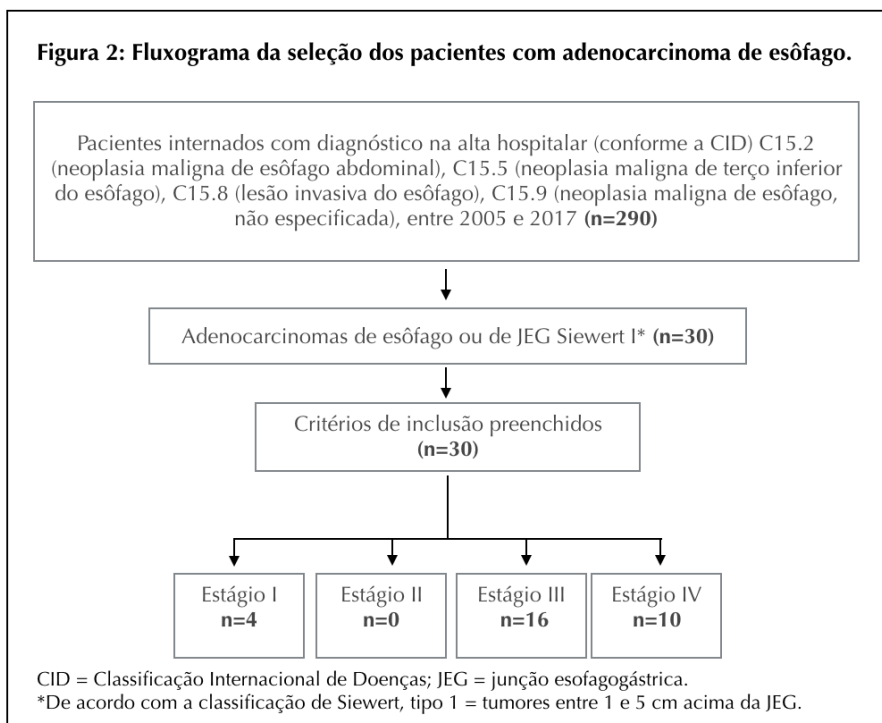 Figura 2: Fluxograma da seleção dos pacientes com adenocarcinoma de esôfago.
Pacientes internados com diagnóstico na alta hospitalar (conforme a CID) C15.2
(neoplasia maligna de esôfago abdominal), C15.5 (neoplasia maligna de terço inferior
do esôfago), C15.8 (lesão invasiva do esôfago), C15.9 (neoplasia maligna de esôfago,
não especificada), entre 2005 e 2017 (n=290)
Adenocarcinomas de esôfago ou de JEG Siewert I* (n=30)
Critérios de inclusão preenchidos
(n=30)
Estágio I
n=4
Estágio II
n=0
Estágio III
n=16
Estágio IV
n=10
CID = Classificação Internacional de Doenças; JEG = junção esofagogástrica.
*De acordo com a classificação de Siewert, tipo 1 = tumores entre 1 e 5 cm acima da JEG.